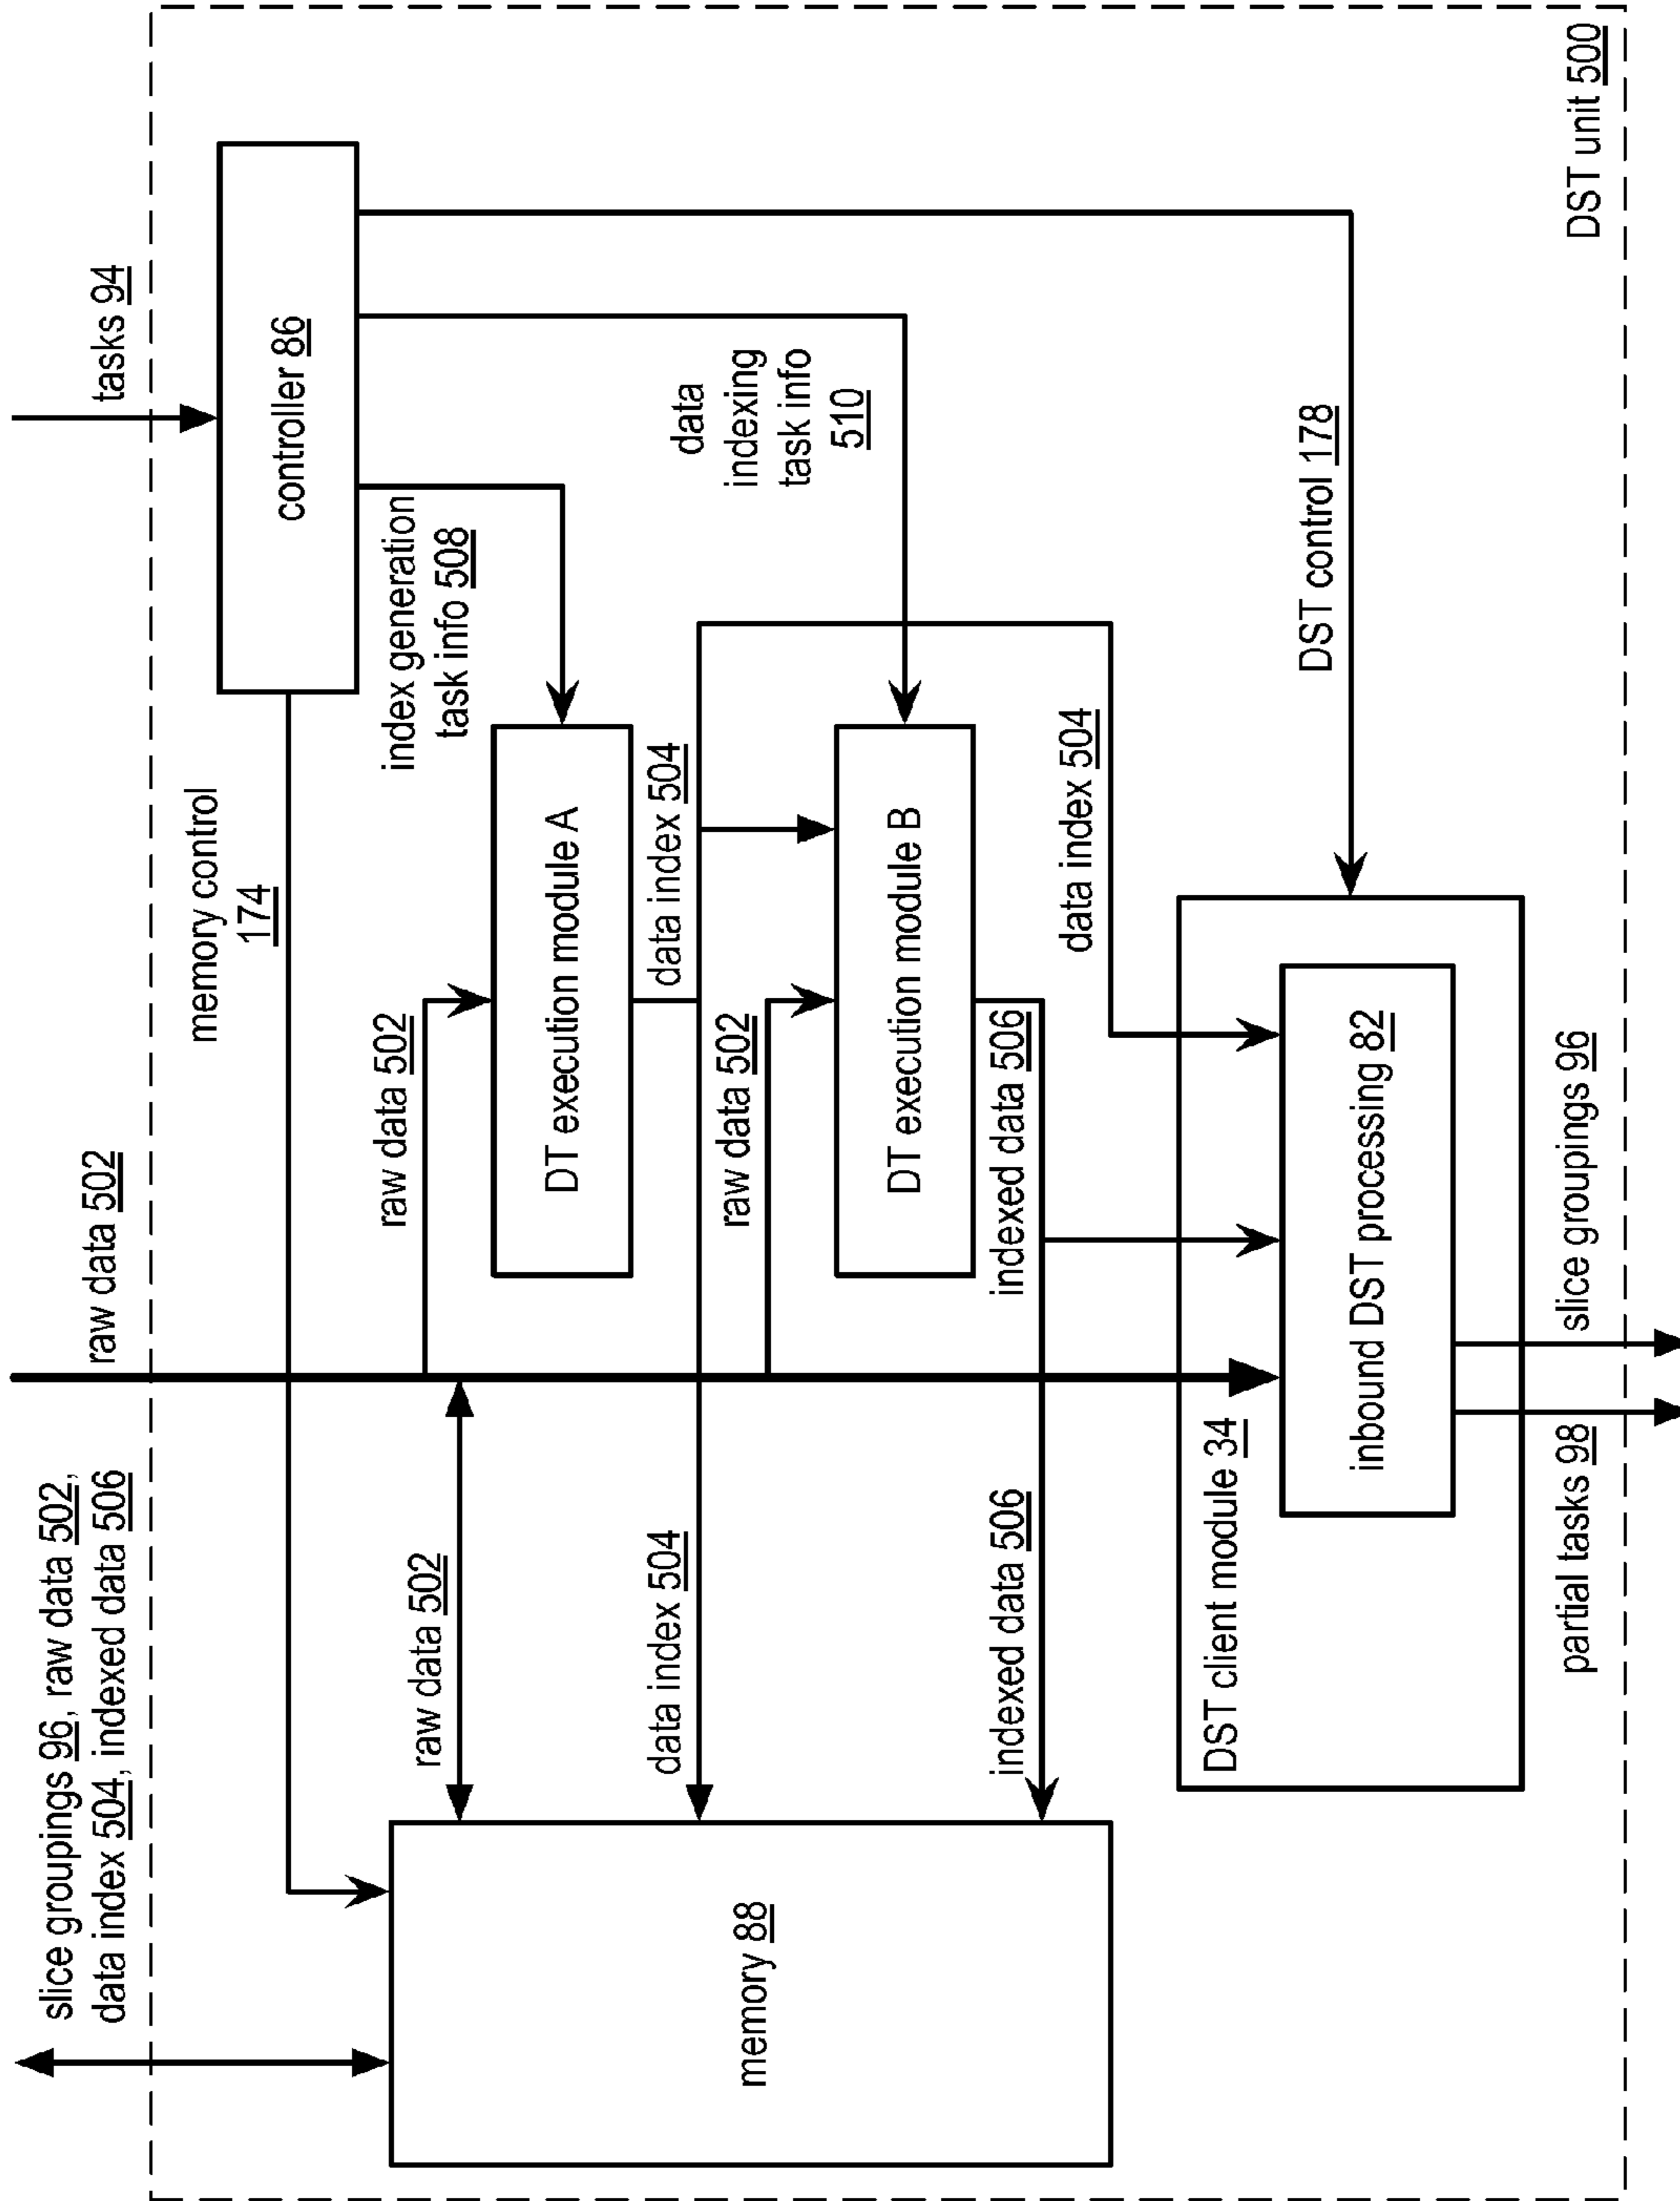 slice groupings 96, raw data 502,
data index 504, indexed data 506
raw data 502
tasks 94
memory control
174
controller 86
raw data 502
raw data 502
index generation
task info 508
DT execution module A
data index 504
data index 504
data
indexing
task info
510
raw data 502
memory 88
DT execution module B
indexed data 506
indexed data 506
data index 504
DST client module 34
DST control 178
inbound DST processing 82
partial tasks 98
slice groupings 96
DST unit 500